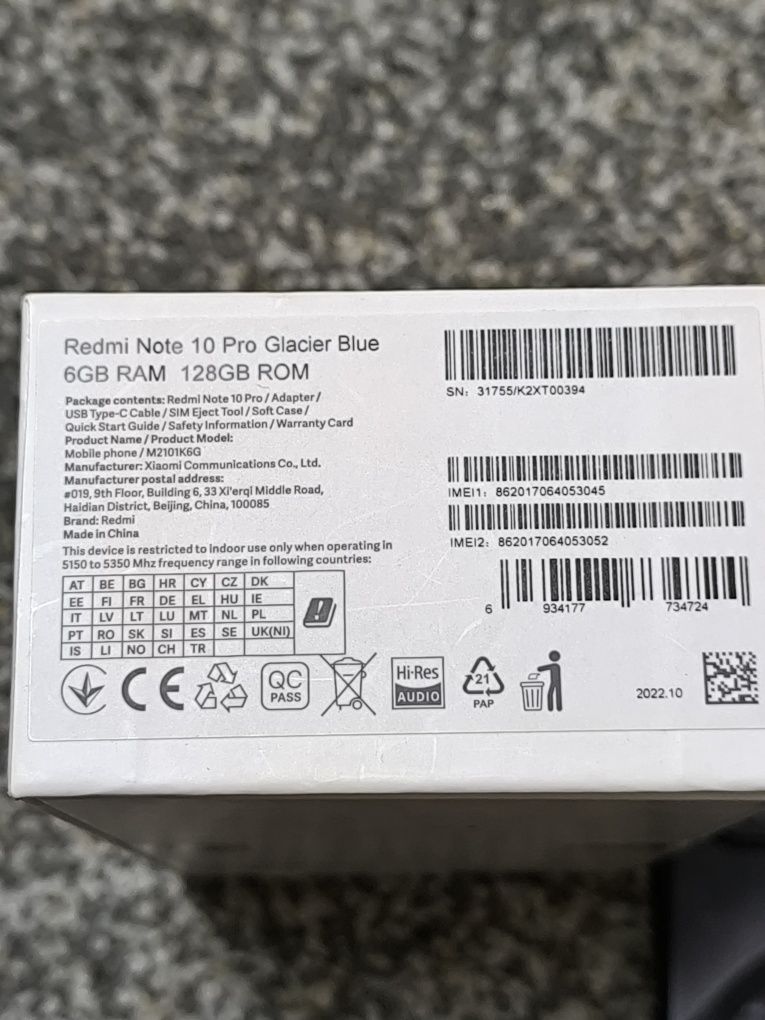 Redmi Note 10 Pro Glacier Blue
6GB RAM 128GB ROM
Package contents: Redmi Note 10 Pro / Adapter /
USB Type-C Cable / SIM Eject Tool / Soft Case /
Quick Start Guide / Safety Information / Warranty Card
Product Name / Product Model:
Mobile phone / M2101K6G
Manufacturer: Xiaomi Communications Co., Ltd.
Manufacturer postal address:
#019, 9th Floor, Building 6, 33 Xi'erqi Middle Road,
Haidian District, Beijing, China, 100085
Brand: Redmi
Made in China
This device is restricted to indoor use only when operating in
5150 to 5350 Mhz frequency range in following countries:
AT BE BG HR CY CZ DK
EE FI FR DE EL HU IE
IT LV LT LU MT NL PL
PT RO SK SI ES SE UK(NI)
IS LI NO CH TR
SN: 31755/K2XT00394
IMEI1: 862017064053045
IMEI2: 862017064053052
6 934177 734724
CE
QC
PASS
Hi-Res
AUDIO
21
PAP
2022.10